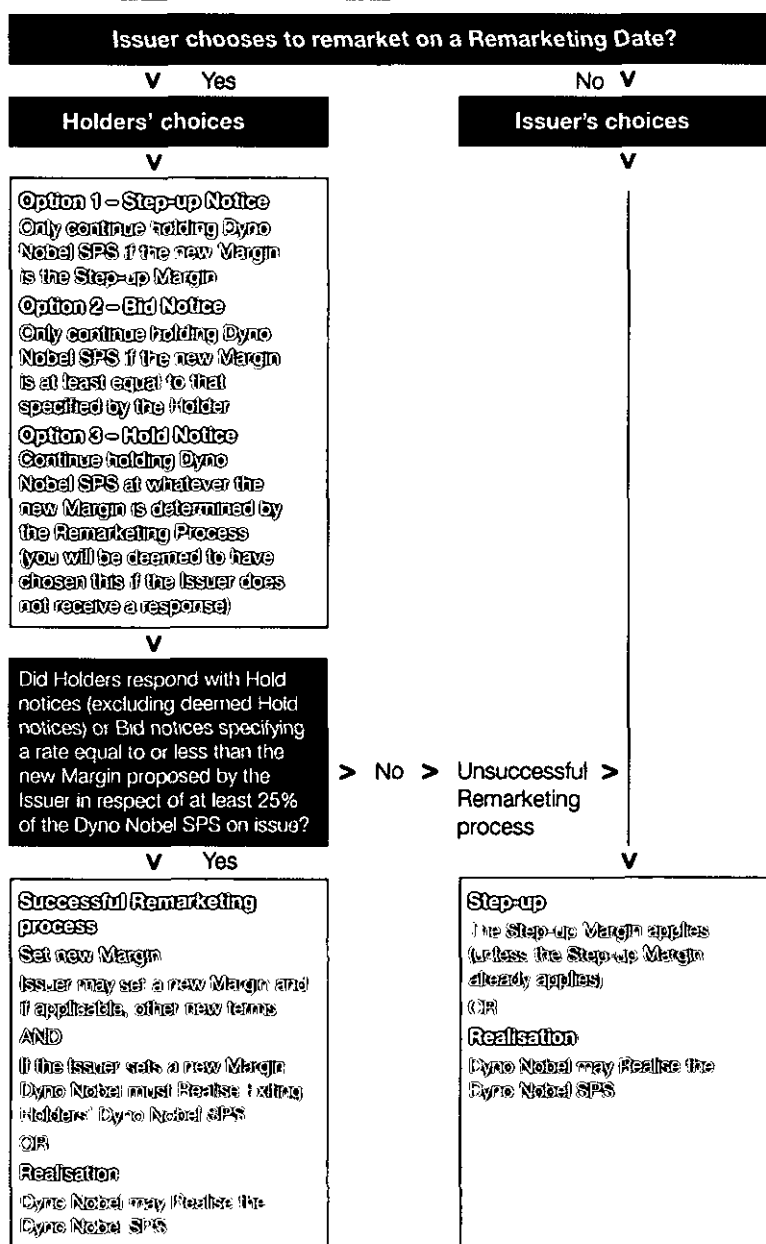 Issuer chooses to remarket on a Remarketing Date?
Yes
No
Holders' choices
Issuer's choices
Option 1 – Step-up Notice
Only continue holding Dyno
Nobel SPS if the new Margin
is the Step-up Margin
Option 2 – Bid Notice
Only continue holding Dyno
Nobel SPS if the new Margin
is at least equal to that
specified by the Holder
Option 3 – Hold Notice
Continue holding Dyno
Nobel SPS at whatever the
new Margin is determined by
the Remarketing Process
(you will be deemed to have
chosen this if the Issuer does
not receive a response)
Did Holders respond with Hold
notices (excluding deemed Hold
notices) or Bid notices specifying
a rate equal to or less than the
new Margin proposed by the
Issuer in respect of at least 25%
of the Dyno Nobel SPS on issue?
> No > Unsuccessful >
Remarketing
process
Yes
Successful Remarketing
process
Set new Margin
Issuer may set a new Margin and
if applicable, other new terms
AND
If the Issuer sets a new Margin
Dyno Nobel must Realise Exiting
Holders' Dyno Nobel SPS
OR
Realisation
Dyno Nobel may Realise the
Dyno Nobel SPS
Step-up
The Step-up Margin applies
(unless the Step-up Margin
already applies)
OR
Realisation
Dyno Nobel may Realise the
Dyno Nobel SPS